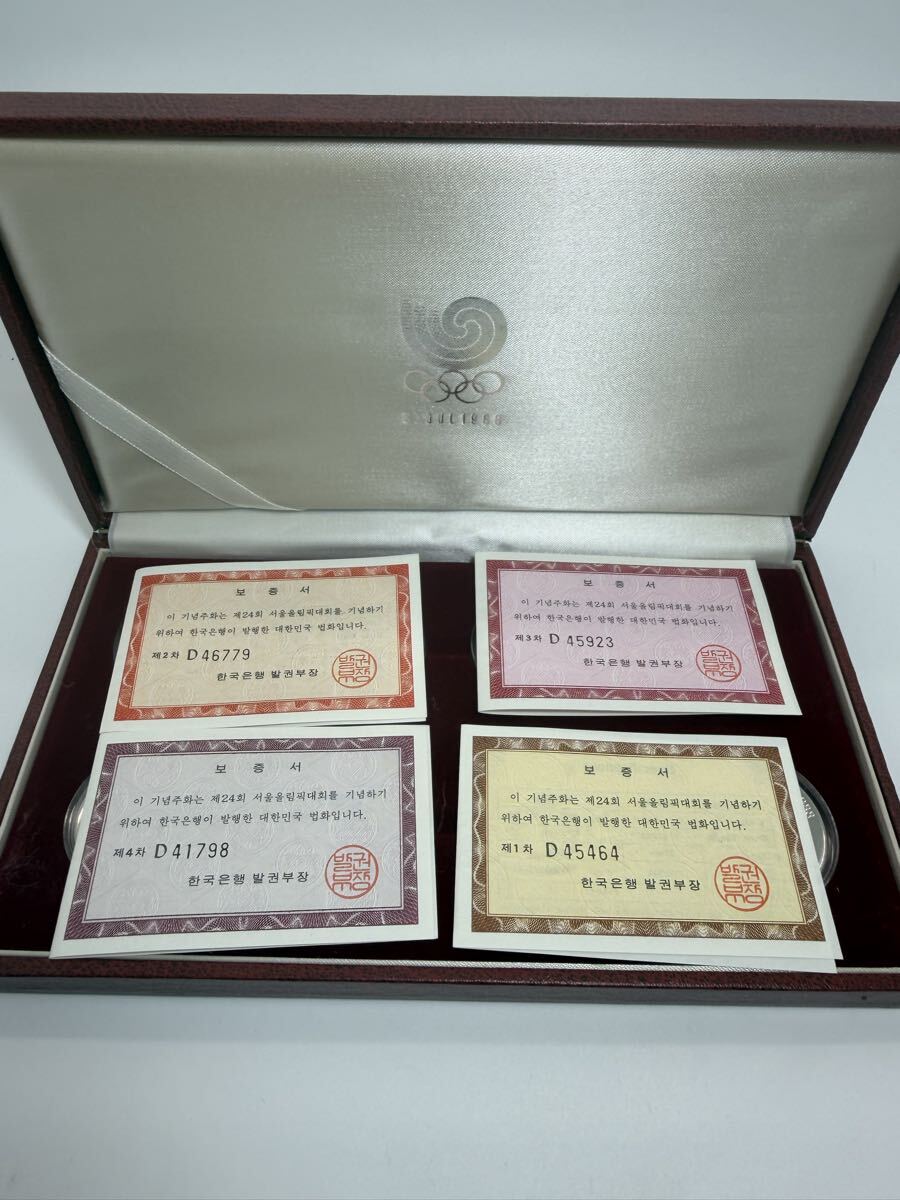 SEOUL 1988
보 증 서
이 기념주화는 제24회 서울올림픽대회를 기념하기
위하여 한국은행이 발행한 대한민국 법화입니다.
제2차 D 46779
한국은행 발권부장
보 증 서
이 기념주화는 제24회 서울올림픽대회를 기념하기
위하여 한국은행이 발행한 대한민국 법화입니다.
제3차 D 45923
한국은행 발권부장
보 증 서
이 기념주화는 제24회 서울올림픽대회를 기념하기
위하여 한국은행이 발행한 대한민국 법화입니다.
제4차 D 41798
한국은행 발권부장
보 증 서
이 기념주화는 제24회 서울올림픽대회를 기념하기
위하여 한국은행이 발행한 대한민국 법화입니다.
제1차 D 45464
한국은행 발권부장